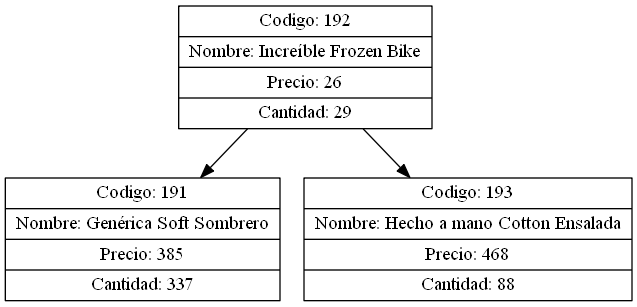 Codigo: 192
Nombre: Increíble Frozen Bike
Precio: 26
Cantidad: 29
Codigo: 191
Nombre: Genérica Soft Sombrero
Precio: 385
Cantidad: 337
Codigo: 193
Nombre: Hecho a mano Cotton Ensalada
Precio: 468
Cantidad: 88